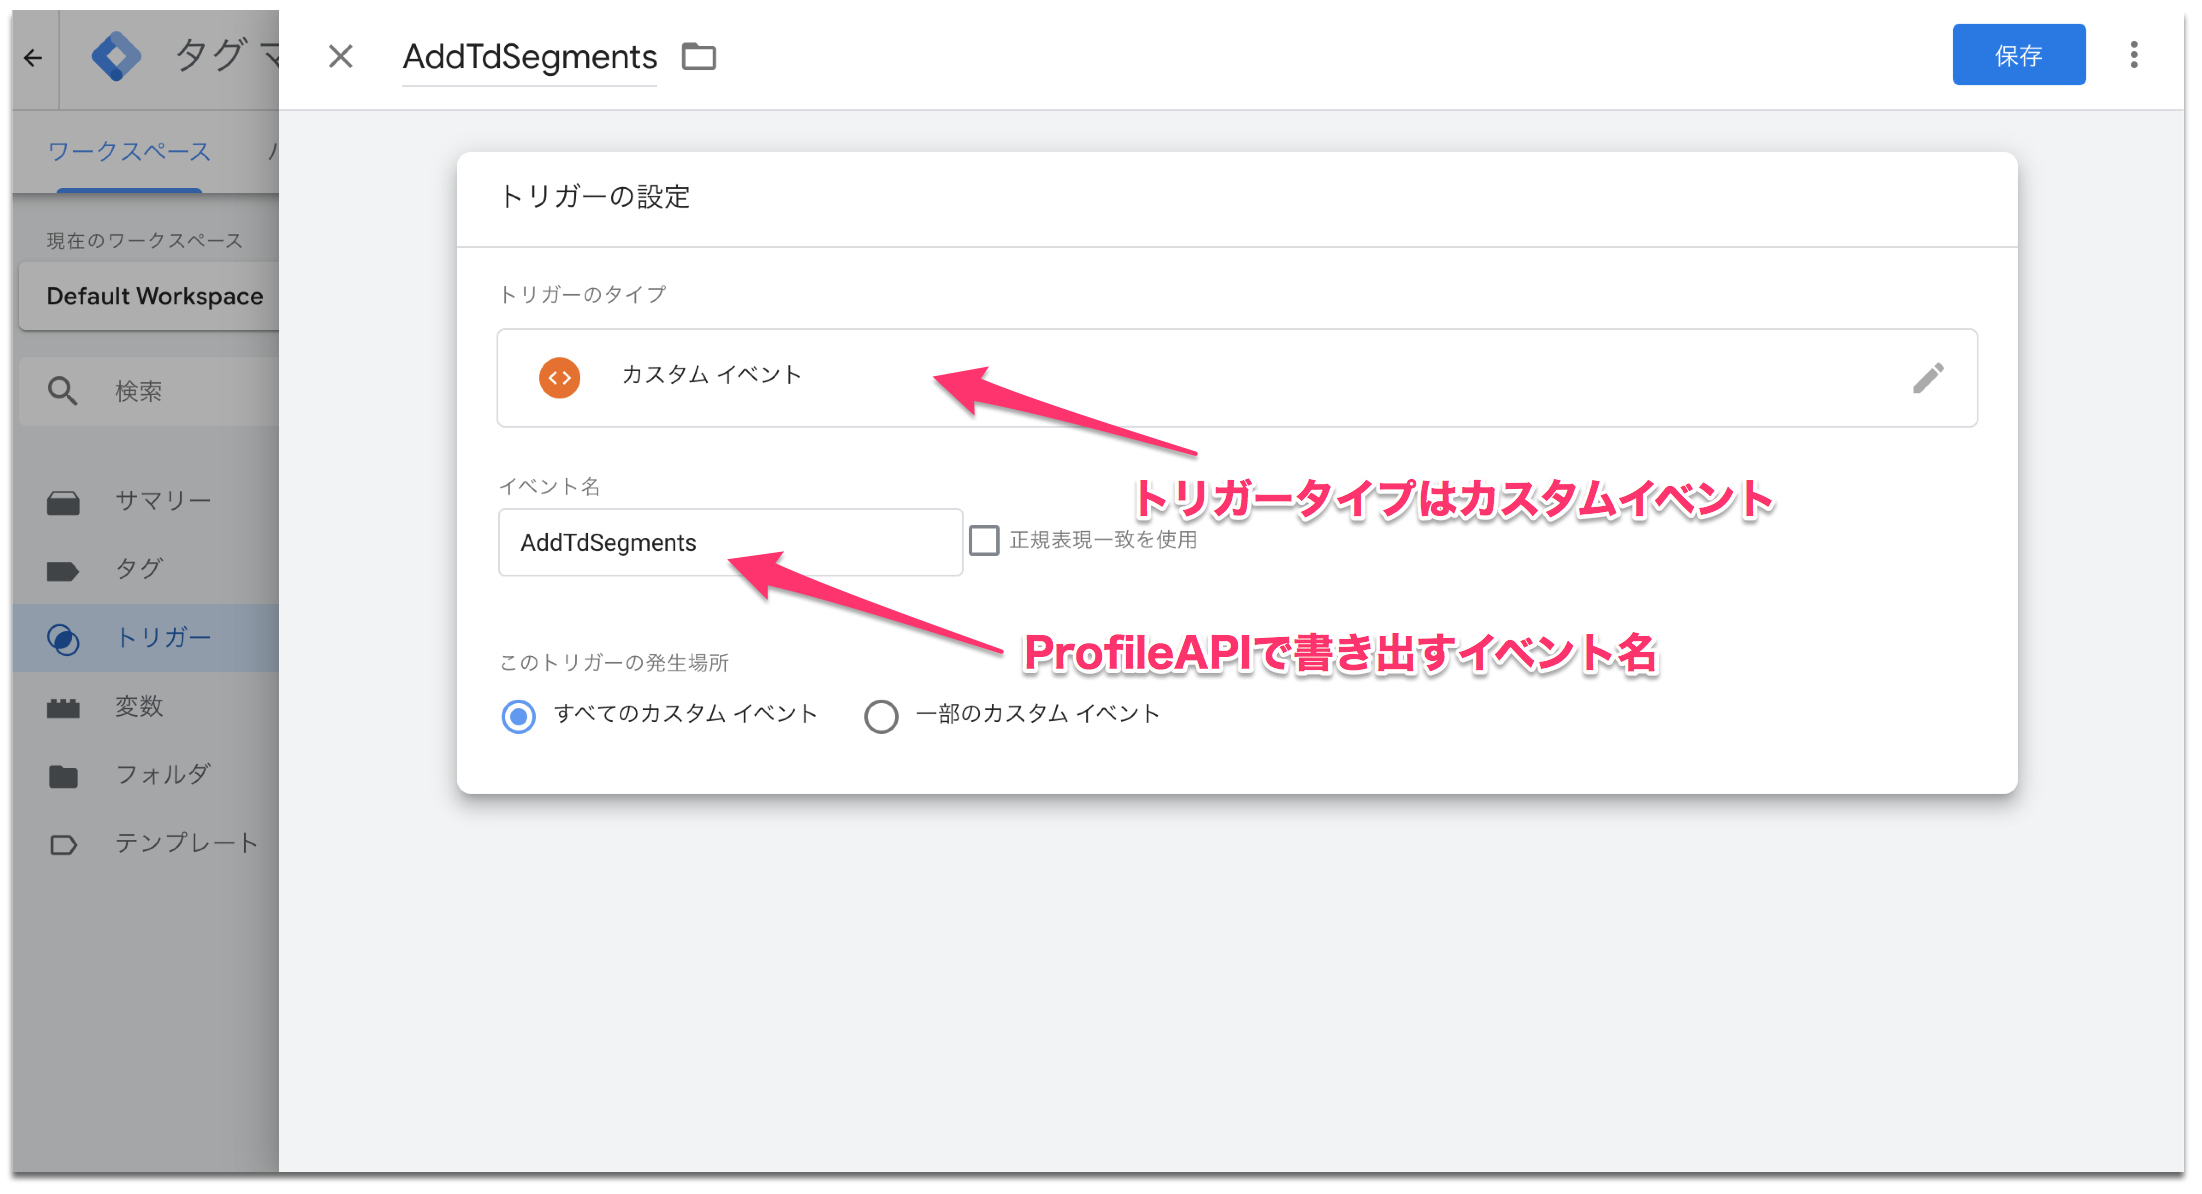 タグ マ
AddTdSegments
保存
ワークスペース
現在のワークスペース
Default Workspace
検索
サマリー
タグ
トリガー
変数
フォルダ
テンプレート
トリガーの設定
トリガーのタイプ
カスタム イベント
トリガータイプはカスタムイベント
イベント名
AddTdSegments
正規表現一致を使用
ProfileAPIで書き出すイベント名
このトリガーの発生場所
すべてのカスタム イベント
一部のカスタム イベント